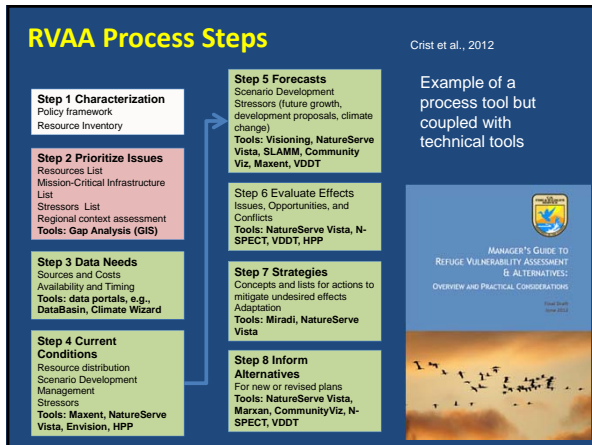 RVAA Process Steps
Crist et al., 2012
Step 1 Characterization
Policy framework
Resource Inventory
Step 2 Prioritize Issues
Resources List
Mission-Critical Infrastructure
List
Stressors List
Regional context assessment
Tools: Gap Analysis (GIS)
Step 3 Data Needs
Sources and Costs
Availability and Timing
Tools: data portals, e.g.,
DataBasin, Climate Wizard
Step 4 Current
Conditions
Resource distribution
Scenario Development
Management
Stressors
Tools: Maxent, NatureServe
Vista, Envision, HPP
Step 5 Forecasts
Scenario Development
Stressors (future growth,
development proposals, climate
change)
Tools: Visioning, NatureServe
Vista, SLAMM, Community
Viz, Maxent, VDDT
Step 6 Evaluate Effects
Issues, Opportunities, and
Conflicts
Tools: NatureServe Vista, N-
SPECT, VDDT, HPP
Step 7 Strategies
Concepts and lists for actions to
mitigate undesired effects
Adaptation
Tools: Miradi, NatureServe
Vista
Step 8 Inform
Alternatives
For new or revised plans
Tools: NatureServe Vista,
Marxan, CommunityViz, N-
SPECT, VDDT
Example of a
process tool but
coupled with
technical tools
MANAGER'S GUIDE TO
REFUGE VULNERABILITY ASSESSMENT
& ALTERNATIVES:
OVERVIEW AND PRACTICAL CONSIDERATIONS
Final Draft
June 2012